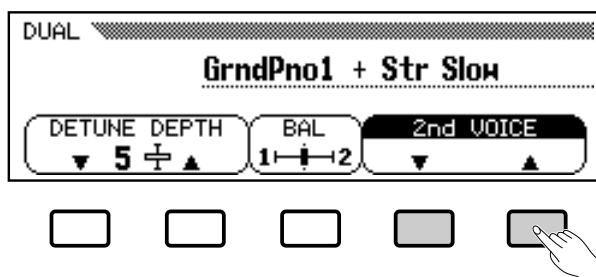 DUAL
GrndPno1 + Str Slow
DETUNE DEPTH BAL 2nd VOICE
▼ 5 ▲ 1 2 ▼ ▲